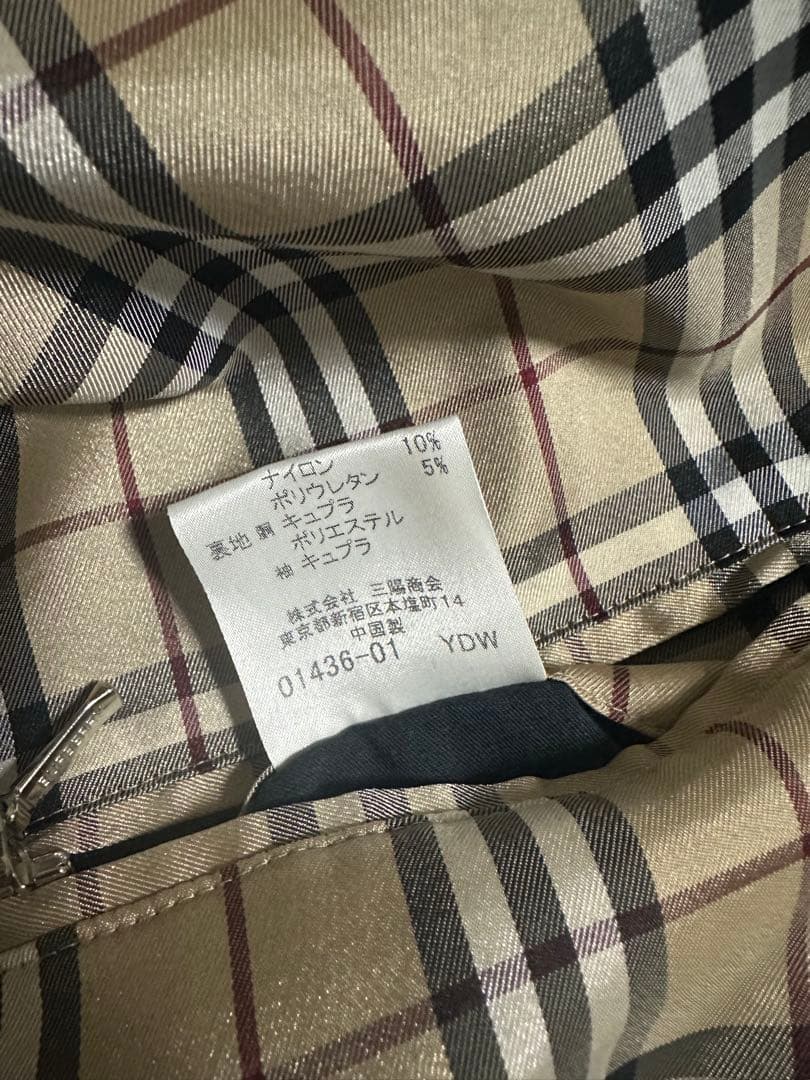 ナイロン 10%
ポリウレタン 5%
裏地 胴 キュプラ
ポリエステル
袖 キュプラ
株式会社 三陽商会
東京都新宿区本塩町14
中国製
01436-01 YDW